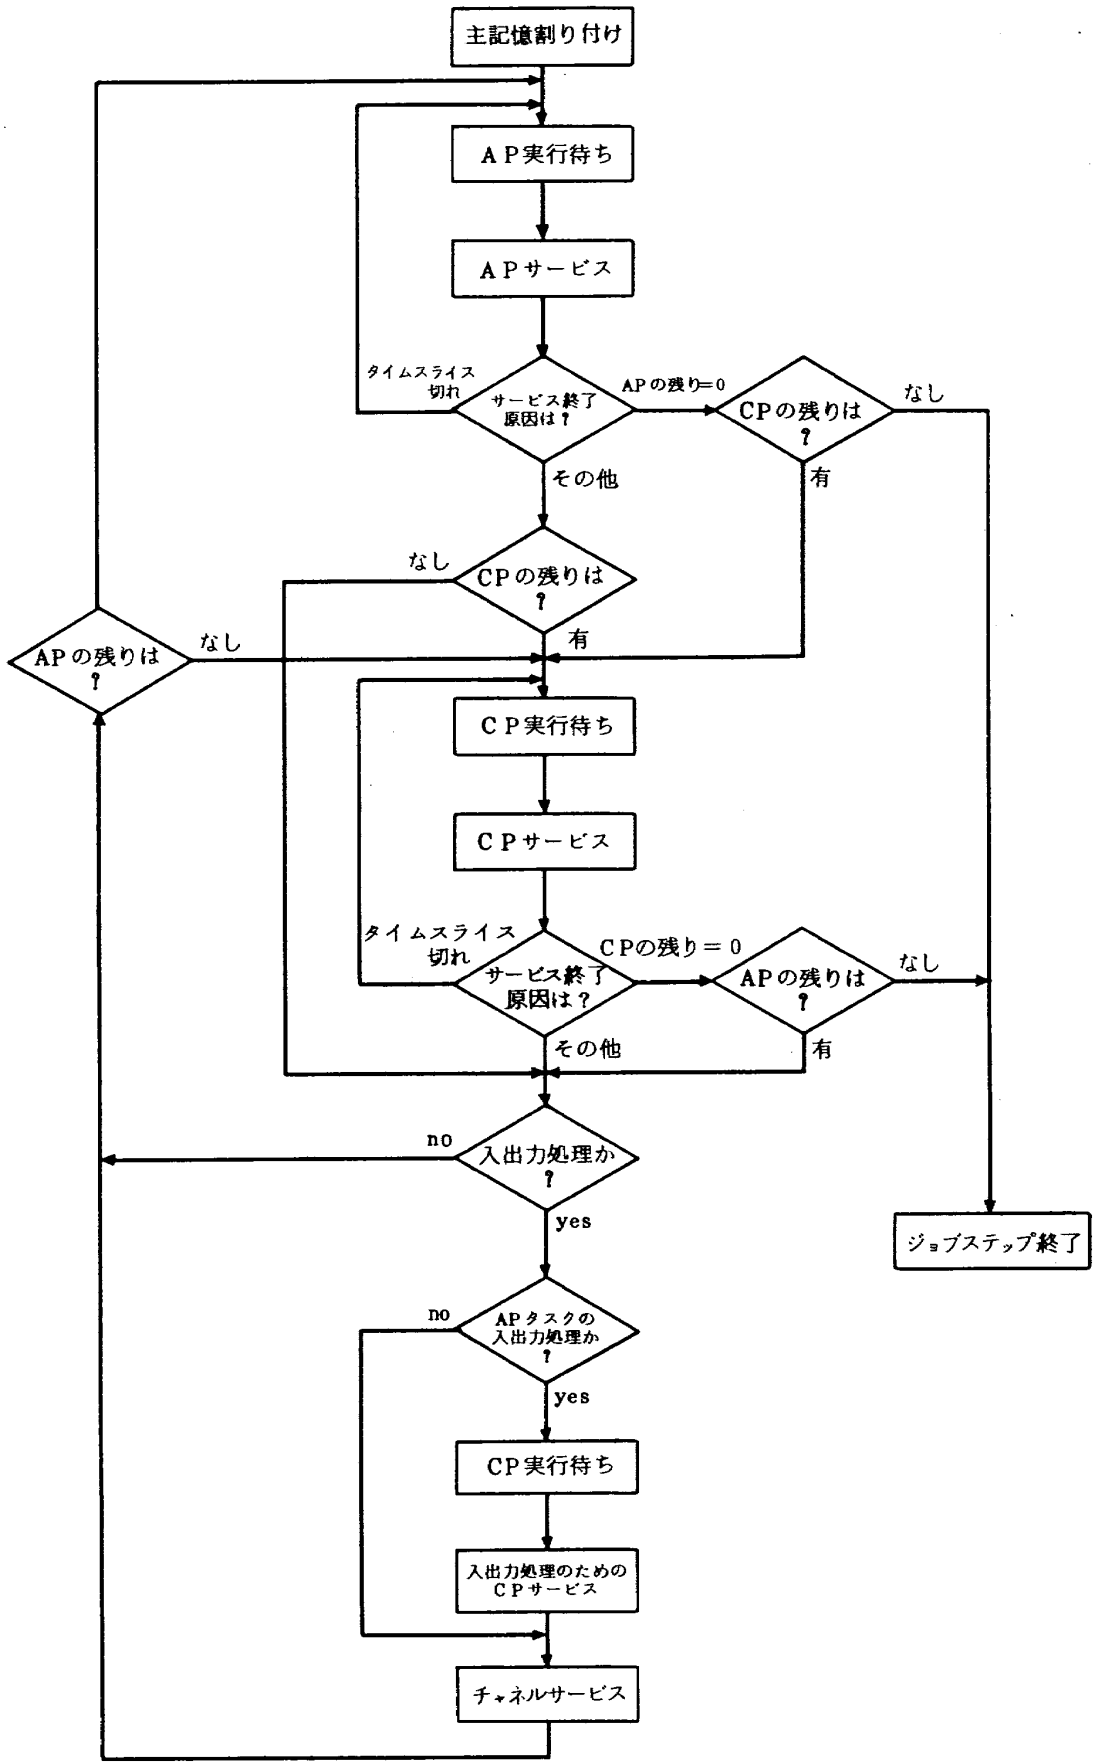 主記憶割り付け
AP実行待ち
APサービス
タイムスライス
切れ
サービス終了
原因は?
APの残り=0
CPの残りは
?
なし
有
その他
なし
CPの残りは
?
有
APの残りは
?
なし
CP実行待ち
CPサービス
タイムスライス
切れ
サービス終了
原因は?
CPの残り=0
APの残りは
?
なし
有
その他
no
入出力処理か
?
yes
ジョブステップ終了
no
APタスクの
入出力処理か
?
yes
CP実行待ち
入出力処理のための
CPサービス
チャネルサービス